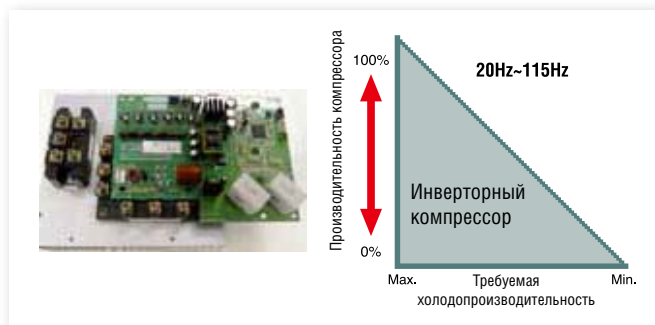 Производительность компрессора
100%
0%
20Hz~115Hz
Инверторный
компрессор
Max.
Требуемая
холодопроизводительность
Min.